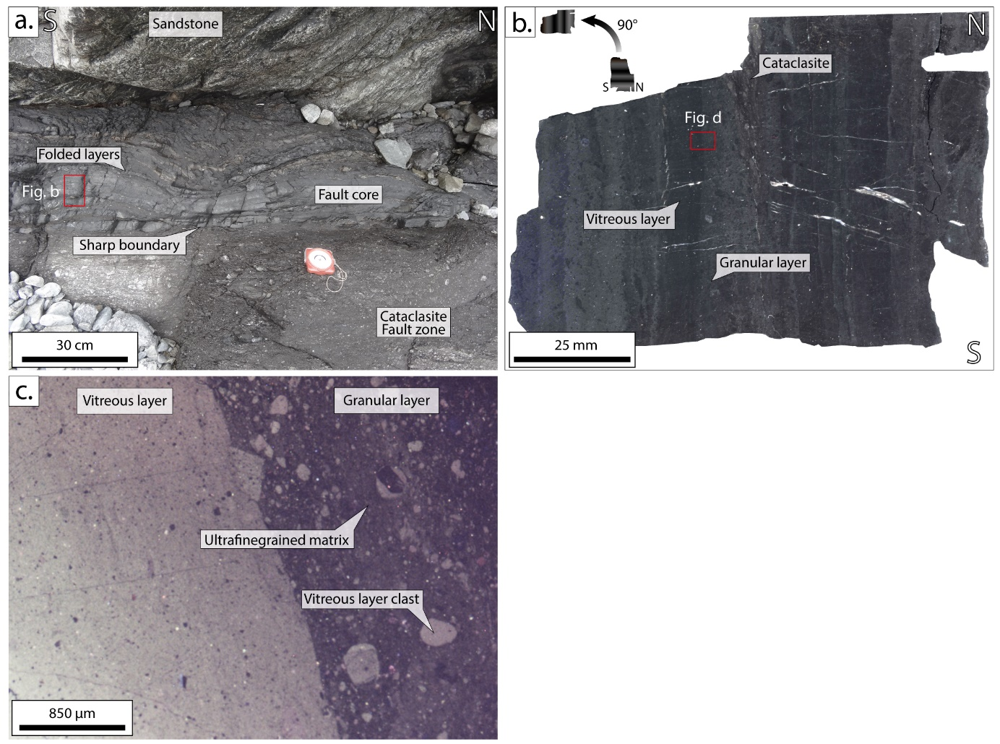 a.
S
N
Sandstone
Folded layers
Fig. b
Fault core
Sharp boundary
Cataclasite
Fault zone
30 cm
b.
90°
S
N
N
Cataclasite
Fig. d
Vitreous layer
Granular layer
25 mm
S
c.
Vitreous layer
Granular layer
Ultrafinegrained matrix
Vitreous layer clast
850 µm